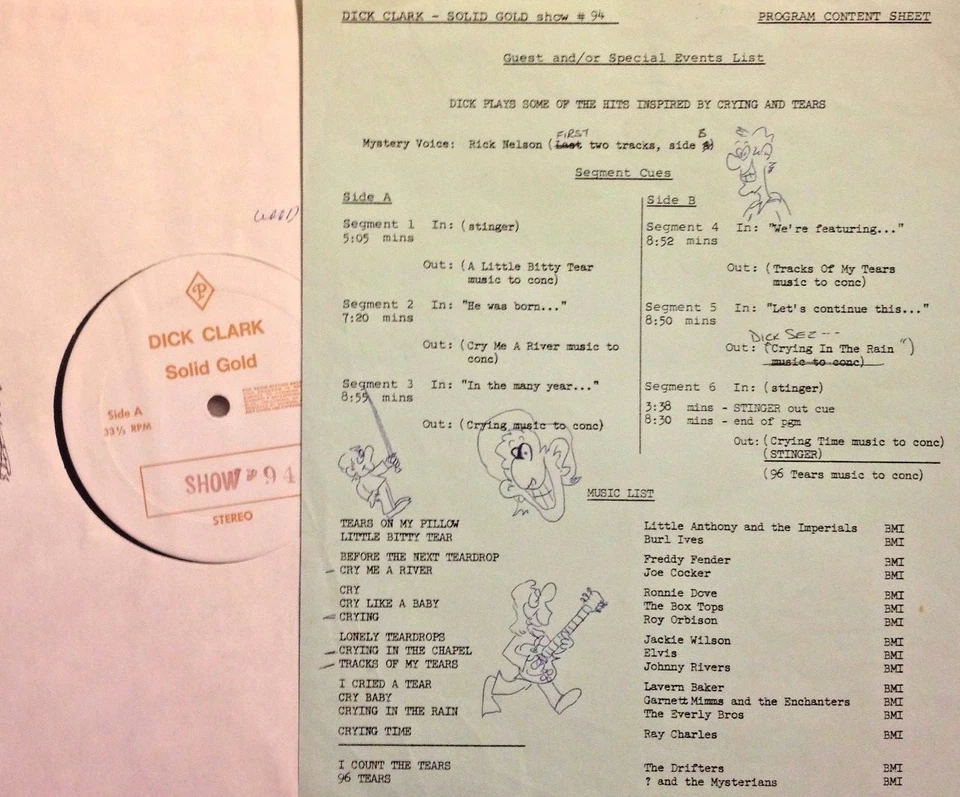 DICK CLARK - SOLID GOLD show # 94 PROGRAM CONTENT SHEET
Guest and/or Special Events List
DICK PLAYS SOME OF THE HITS INSPIRED BY CRYING AND TEARS
FIRST B
Mystery Voice: Rick Nelson (Last two tracks, side A)
Segment Cues
Side A
Segment 1 In: (stinger)
5:05 mins
Out: (A Little Bitty Tear
music to conc)
Segment 2 In: "He was born..."
7:20 mins
Out: (Cry Me A River music to
conc)
Segment 3 In: "In the many year..."
8:55 mins
Out: (Crying music to conc)
Side B
Segment 4 In: "We're featuring..."
8:52 mins
Out: (Tracks Of My Tears
music to conc)
Segment 5 In: "Let's continue this..."
8:50 mins
DICK SEZ ---
Out: ("Crying In The Rain")
music to conc)
Segment 6 In: (stinger)
3:38 mins - STINGER out cue
8:30 mins - end of pgm
Out: (Crying Time music to conc)
(STINGER)
(96 Tears music to conc)
MUSIC LIST
TEARS ON MY PILLOW Little Anthony and the Imperials BMI
LITTLE BITTY TEAR Burl Ives BMI
BEFORE THE NEXT TEARDROP Freddy Fender BMI
CRY ME A RIVER Joe Cocker BMI
CRY Ronnie Dove BMI
CRY LIKE A BABY The Box Tops BMI
CRYING Roy Orbison BMI
LONELY TEARDROPS Jackie Wilson BMI
CRYING IN THE CHAPEL Elvis BMI
TRACKS OF MY TEARS Johnny Rivers BMI
I CRIED A TEAR Lavern Baker BMI
CRY BABY Garnett Mimms and the Enchanters BMI
CRYING IN THE RAIN The Everly Bros BMI
CRYING TIME Ray Charles BMI
I COUNT THE TEARS The Drifters BMI
96 TEARS ? and the Mysterians BMI
P
DICK CLARK
Solid Gold
Side A
33⅓ RPM
SHOW # 94
STEREO